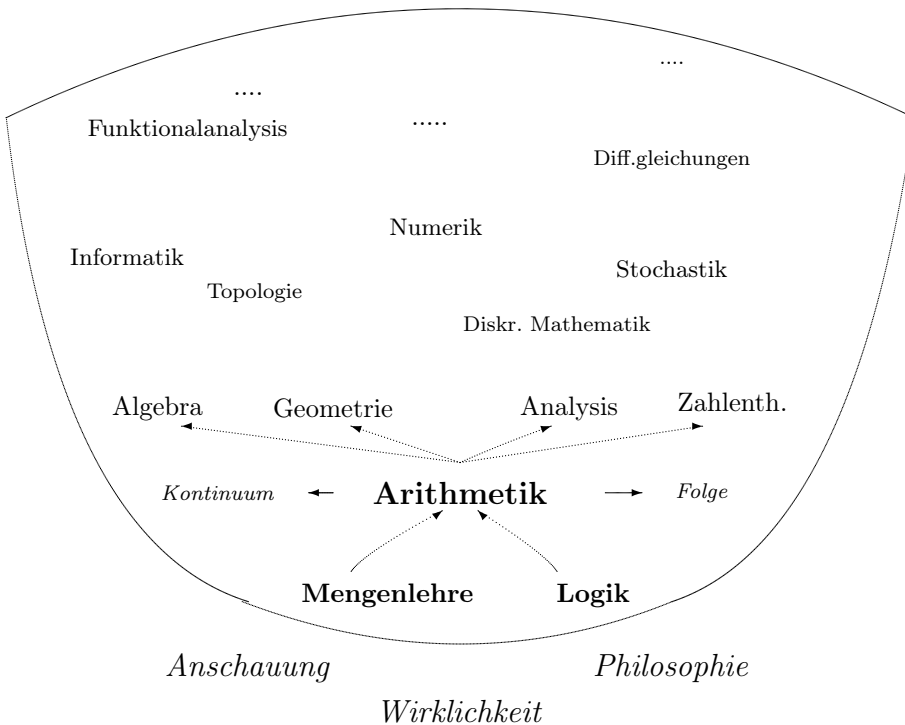 ....
....
.....
Funktionalanalysis
Diff.gleichungen
Numerik
Informatik
Stochastik
Topologie
Diskr. Mathematik
Algebra Geometrie Analysis Zahlenth.
Kontinuum Arithmetik Folge
Mengenlehre Logik
Anschauung Philosophie
Wirklichkeit